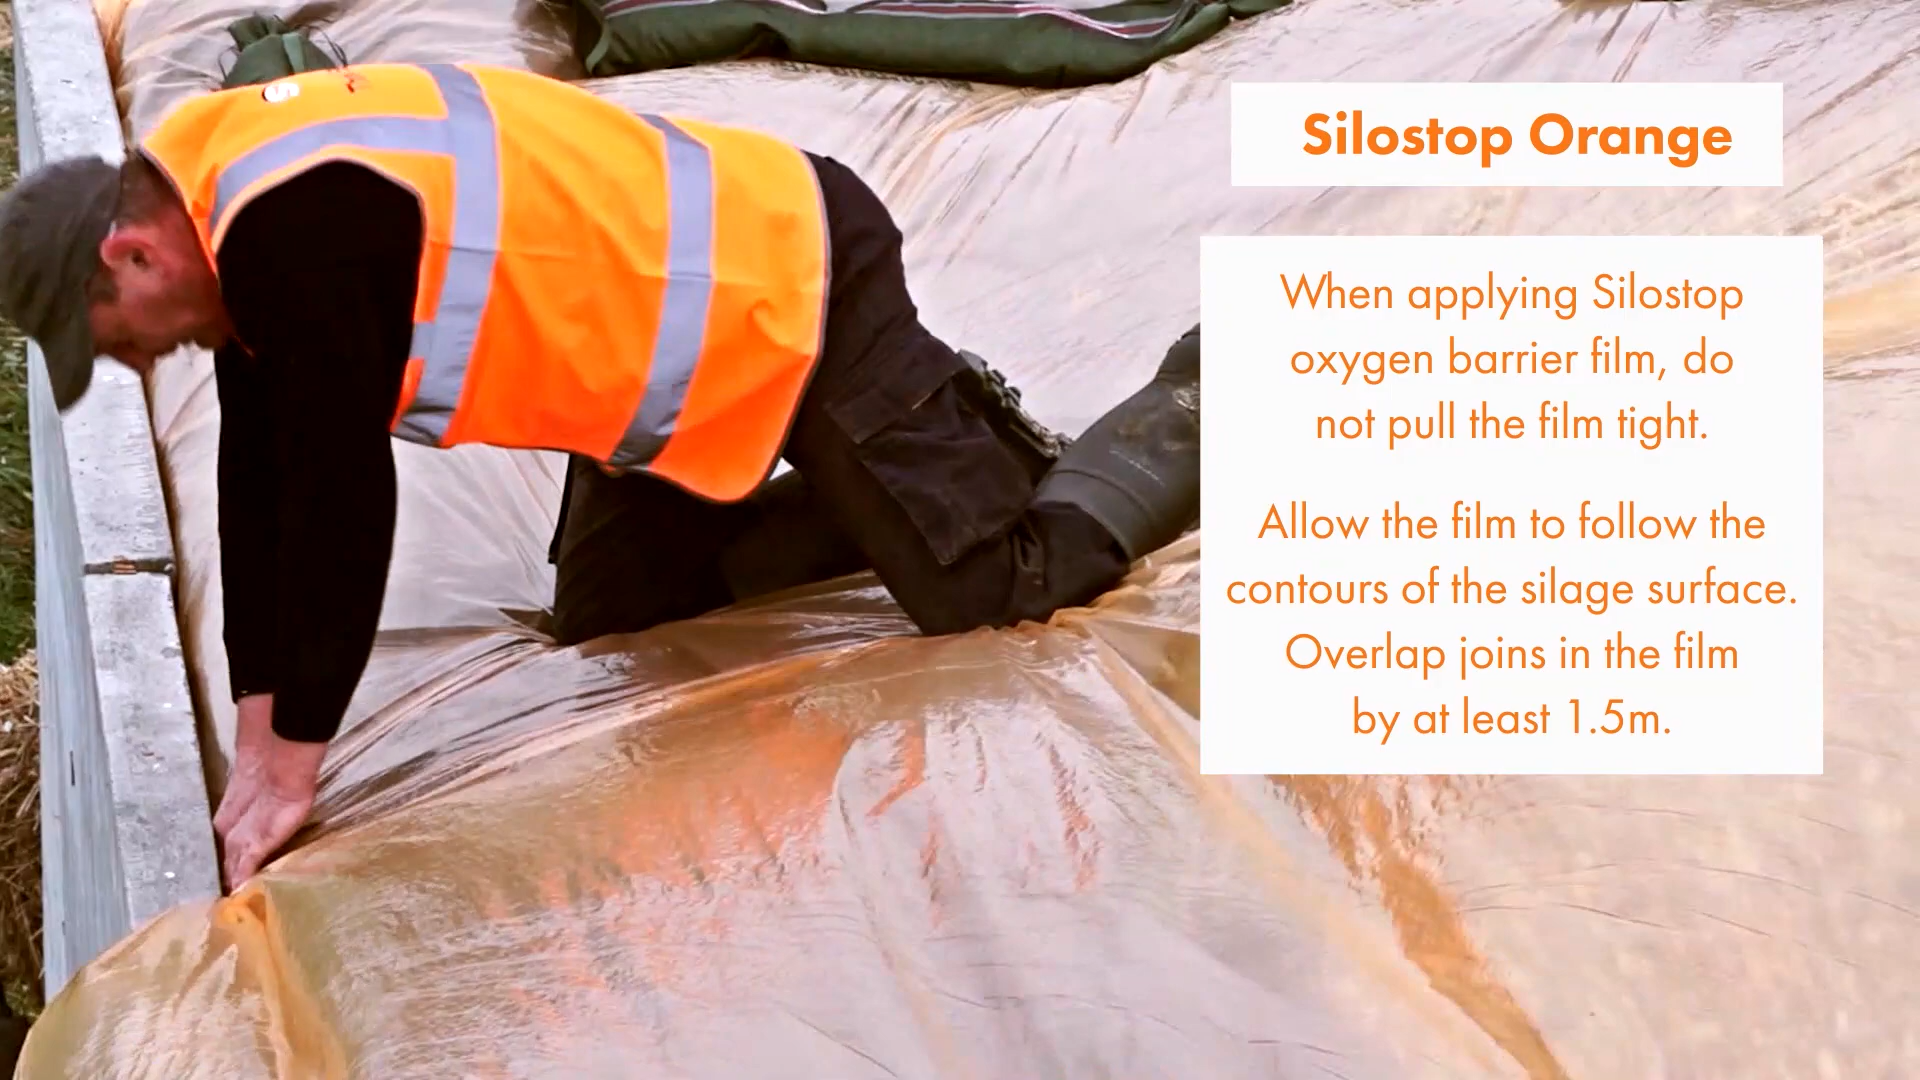 Silostop Orange
When applying Silostop
oxygen barrier film, do
not pull the film tight.
Allow the film to follow the
contours of the silage surface.
Overlap joins in the film
by at least 1.5m.